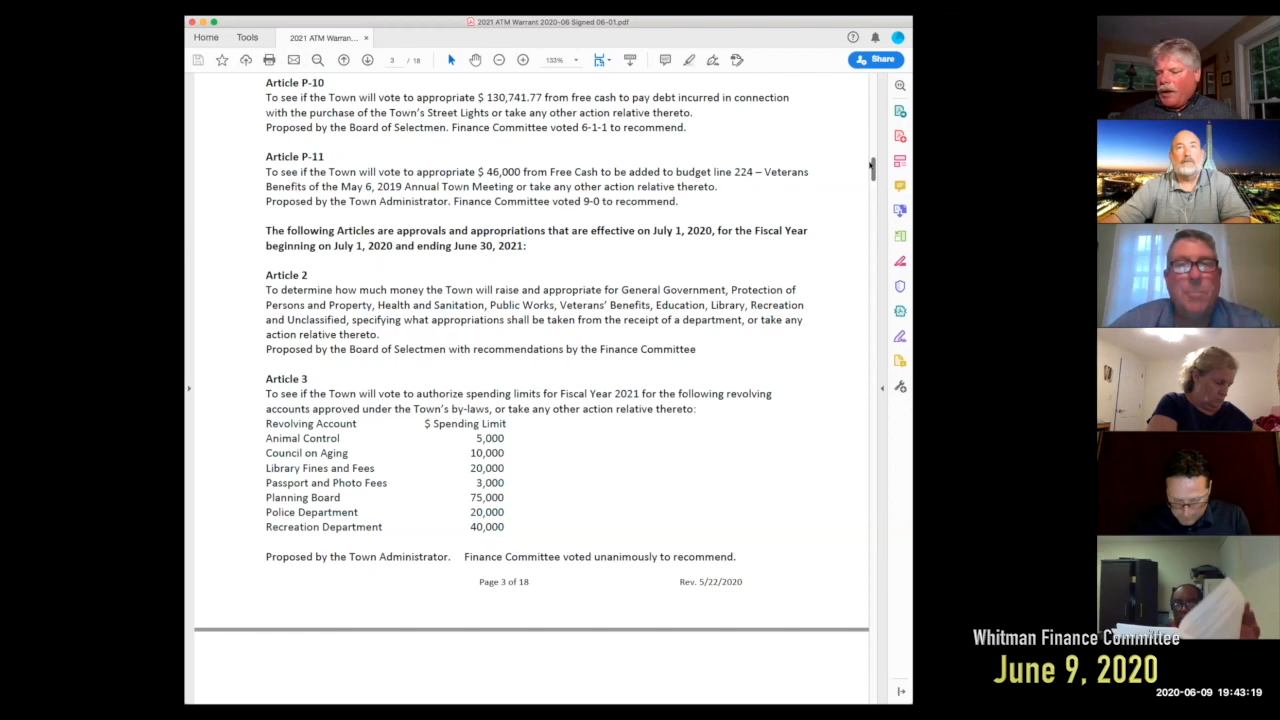 2021 ATM Warrant 2020-06 Signed 06-01.pdf
Home
Tools
2021 ATM Warran...
×
3
/ 18
133%
Share
Article P-10
To see if the Town will vote to appropriate $ 130,741.77 from free cash to pay debt incurred in connection
with the purchase of the Town's Street Lights or take any other action relative thereto.
Proposed by the Board of Selectmen. Finance Committee voted 6-1-1 to recommend.
Article P-11
To see if the Town will vote to appropriate $ 46,000 from Free Cash to be added to budget line 224 – Veterans
Benefits of the May 6, 2019 Annual Town Meeting or take any other action relative thereto.
Proposed by the Town Administrator. Finance Committee voted 9-0 to recommend.
The following Articles are approvals and appropriations that are effective on July 1, 2020, for the Fiscal Year
beginning on July 1, 2020 and ending June 30, 2021:
Article 2
To determine how much money the Town will raise and appropriate for General Government, Protection of
Persons and Property, Health and Sanitation, Public Works, Veterans' Benefits, Education, Library, Recreation
and Unclassified, specifying what appropriations shall be taken from the receipt of a department, or take any
action relative thereto.
Proposed by the Board of Selectmen with recommendations by the Finance Committee
Article 3
To see if the Town will vote to authorize spending limits for Fiscal Year 2021 for the following revolving
accounts approved under the Town's by-laws, or take any other action relative thereto:
Revolving Account $ Spending Limit
Animal Control 5,000
Council on Aging 10,000
Library Fines and Fees 20,000
Passport and Photo Fees 3,000
Planning Board 75,000
Police Department 20,000
Recreation Department 40,000
Proposed by the Town Administrator. Finance Committee voted unanimously to recommend.
Page 3 of 18 Rev. 5/22/2020
Whitman Finance Committee
June 9, 2020
2020-06-09 19:43:19